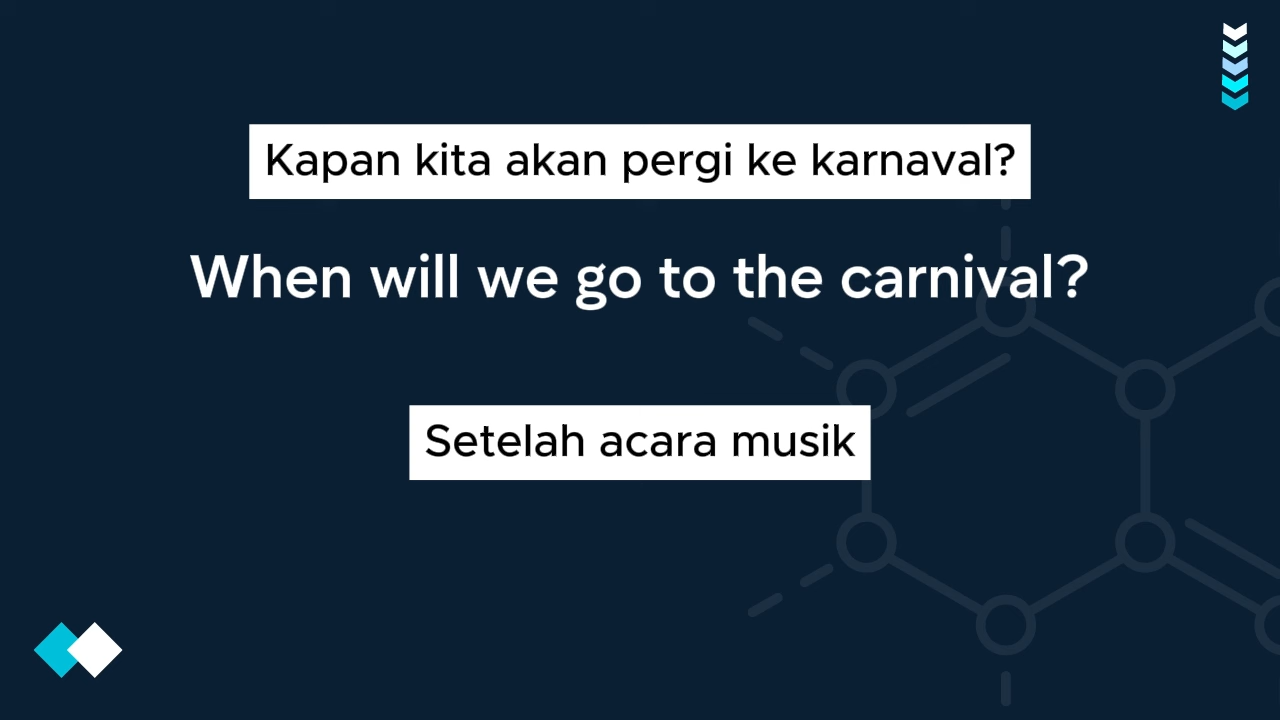 Kapan kita akan pergi ke karnaval?
When will we go to the carnival?
Setelah acara musik